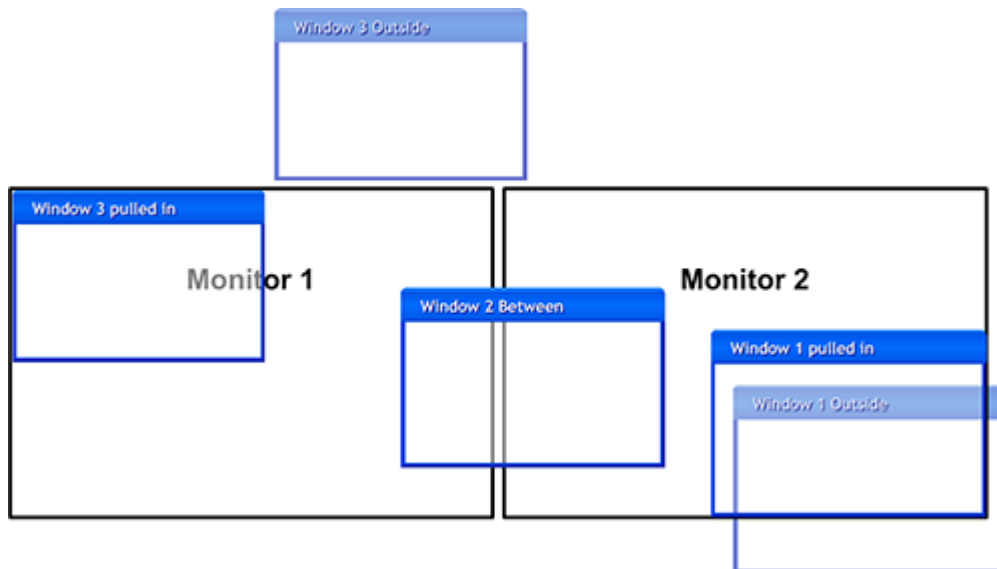 Window 3 Outside
Window 3 pulled in
Monitor 1
Monitor 2
Window 2 Between
Window 1 pulled in
Window 1 Outside